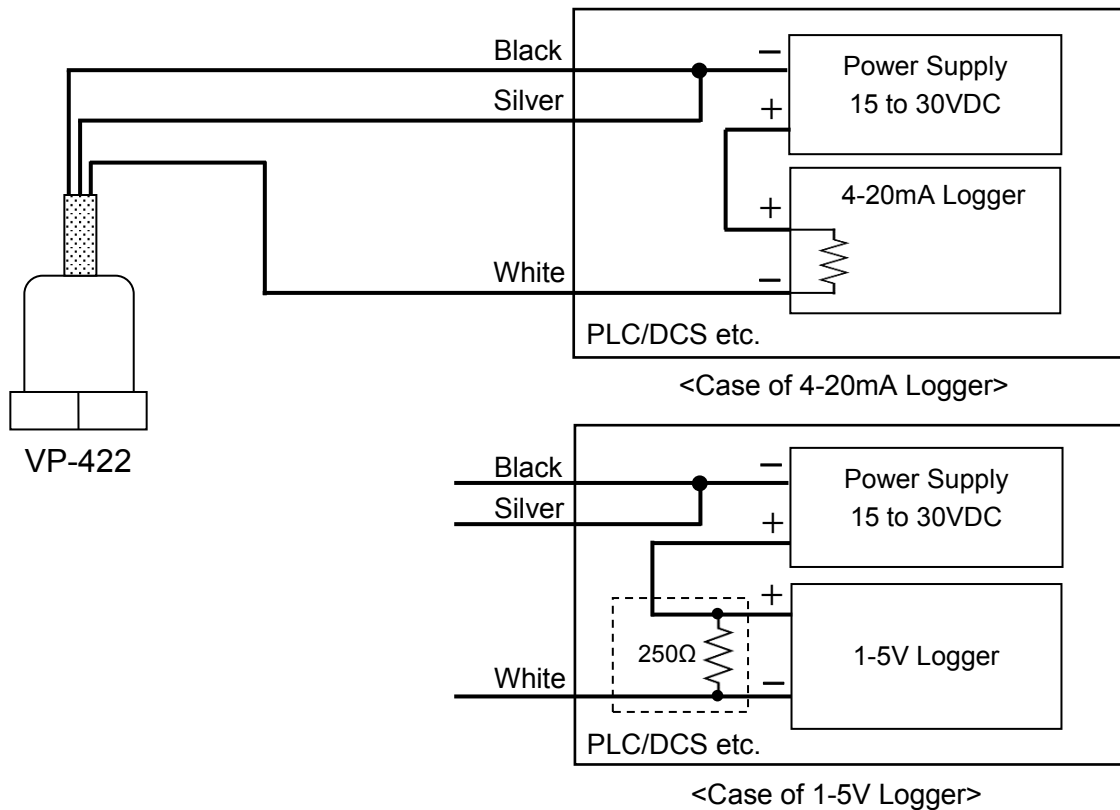 Black
−
Power Supply
15 to 30VDC
Silver
+
4-20mA Logger
+
White
−
PLC/DCS etc.
<Case of 4-20mA Logger>
VP-422
Black
−
Power Supply
15 to 30VDC
Silver
+
+
250Ω
1-5V Logger
White
−
PLC/DCS etc.
<Case of 1-5V Logger>